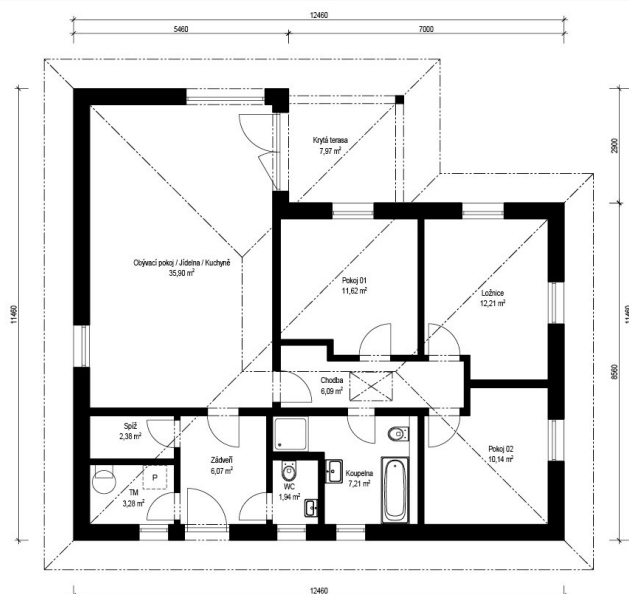 12460
5460
7000
Krytá terasa
7,97 m²
2900
Obývací pokoj / Jídelna / Kuchyně
35,90 m²
Pokoj 01
11,62 m²
Ložnice
12,21 m²
11460
11460
8560
Chodba
6,09 m²
Spíž
2,38 m²
Zádveří
6,07 m²
Pokoj 02
10,14 m²
Koupelna
7,21 m²
WC
1,94 m²
TM
3,28 m²
P
12460